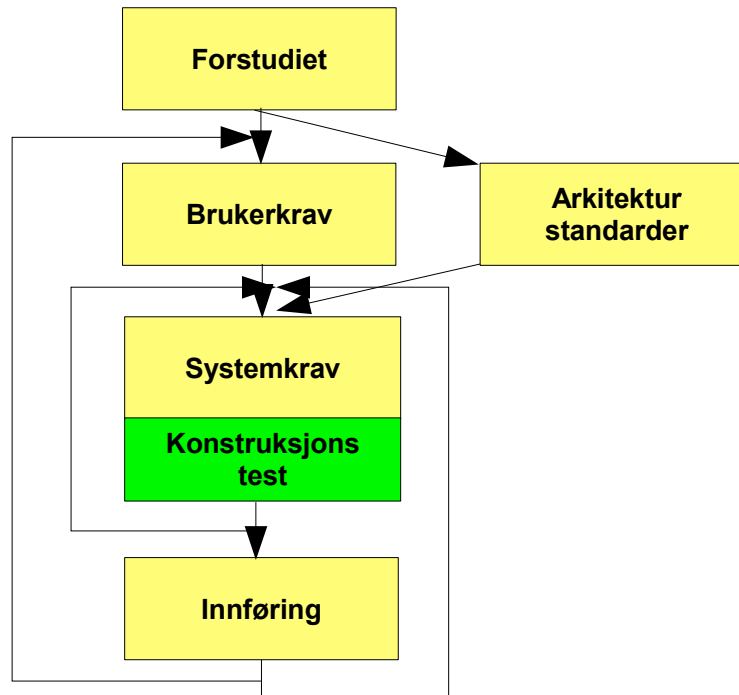 Forstudiet
Brukerkrav
Arkitektur
standarder
Systemkrav
Konstruksjons
test
Innføring